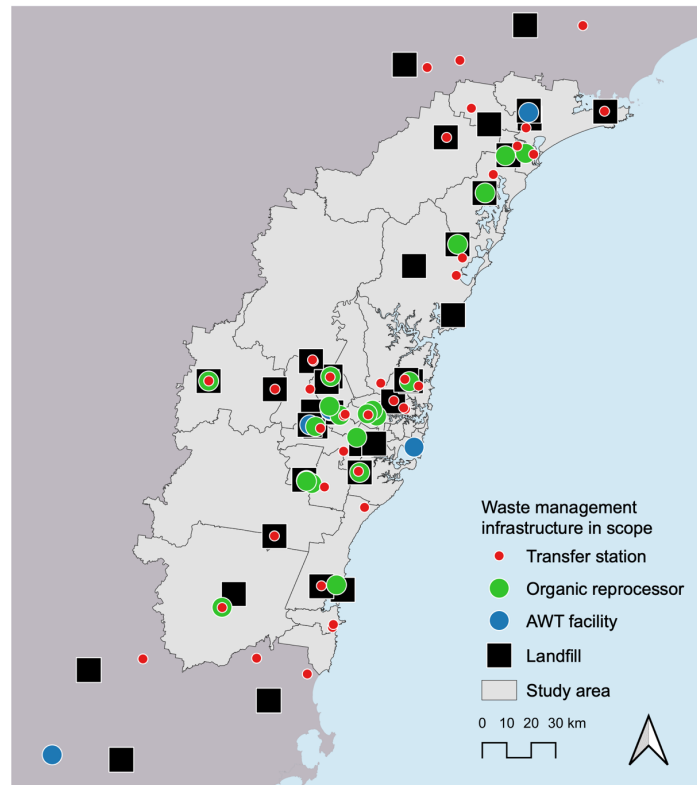 Waste management
infrastructure in scope
Transfer station
Organic reprocessor
AWT facility
Landfill
Study area
0 10 20 30 km